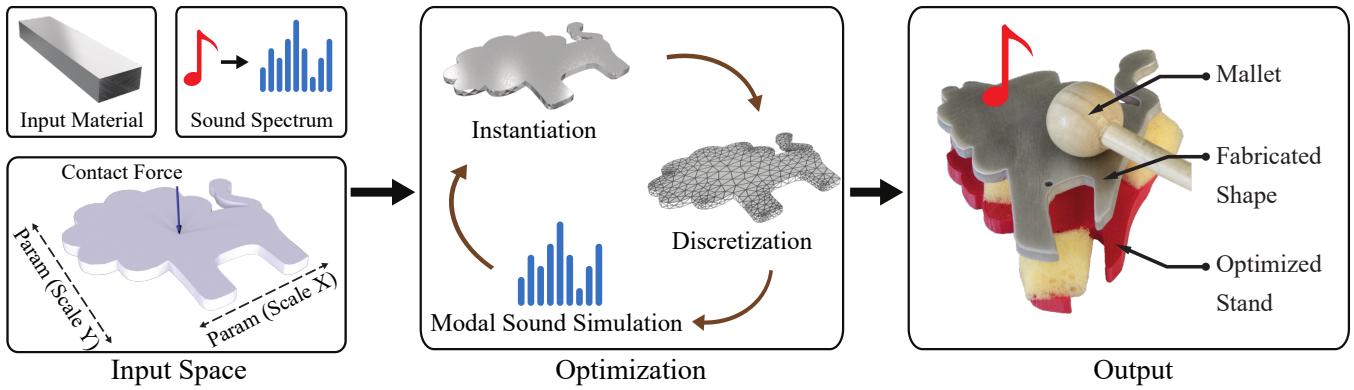 Input Material
Sound Spectrum
Contact Force
Param (Scale Y)
Param (Scale X)
Input Space
Instantiation
Discretization
Modal Sound Simulation
Optimization
Mallet
Fabricated
Shape
Optimized
Stand
Output